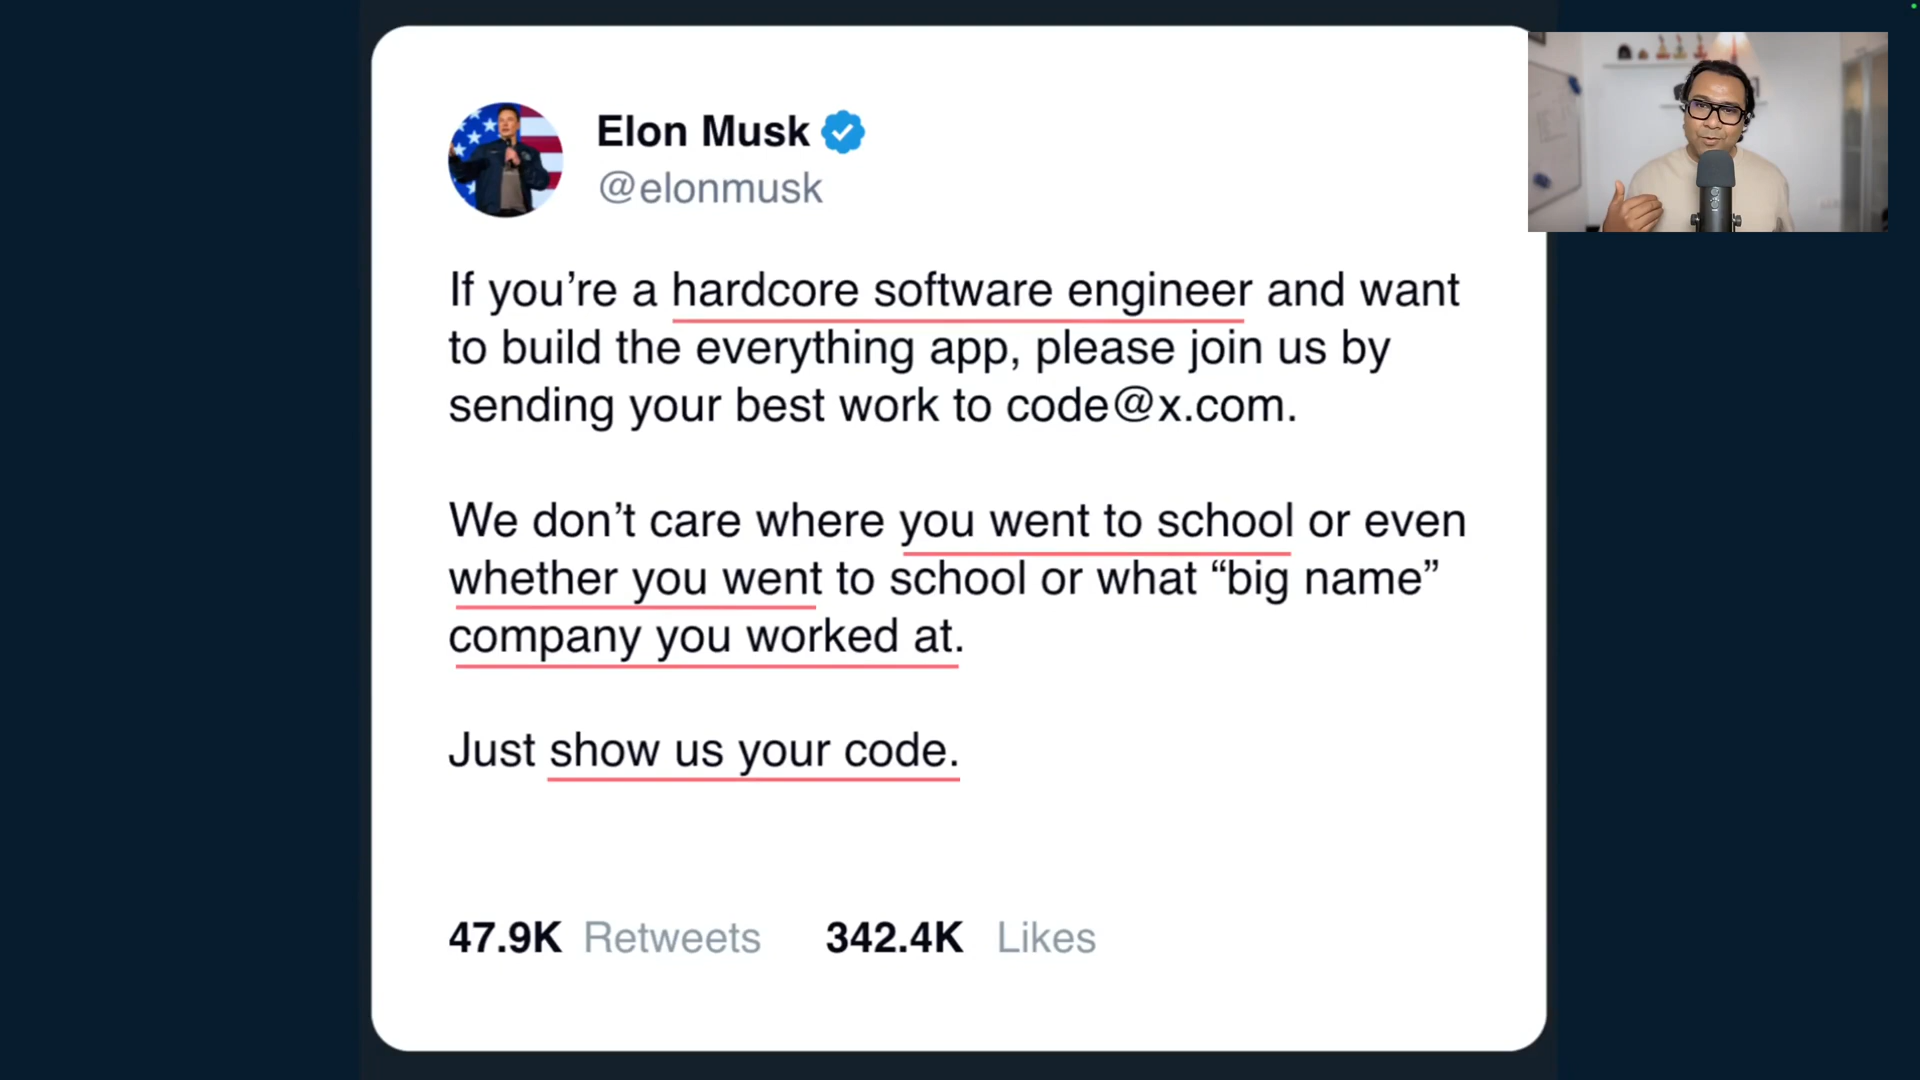 Elon Musk
@elonmusk
If you’re a hardcore software engineer and want
to build the everything app, please join us by
sending your best work to code@x.com.
We don’t care where you went to school or even
whether you went to school or what “big name”
company you worked at.
Just show us your code.
47.9K Retweets 342.4K Likes